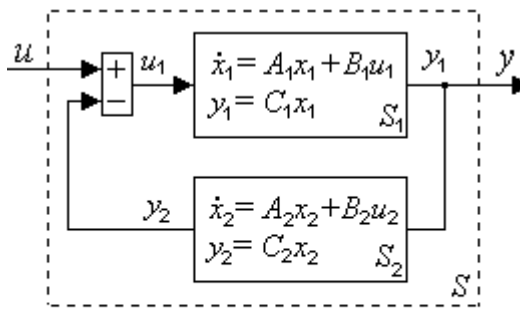 u
+
−
u₁
ẋ₁= A₁x₁+B₁u₁
y₁= C₁x₁
S₁
y₁
y
y₂
ẋ₂= A₂x₂+B₂u₂
y₂= C₂x₂
S₂
S